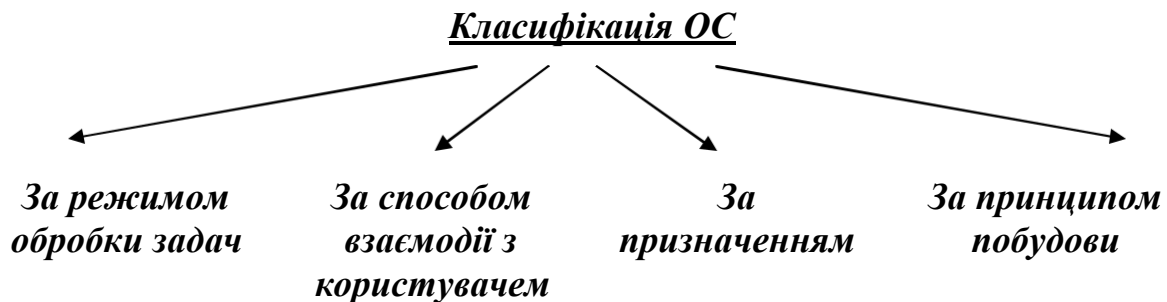 Класифікація ОС
За режимом
обробки задач
За способом
взаємодії з
користувачем
За
призначенням
За принципом
побудови